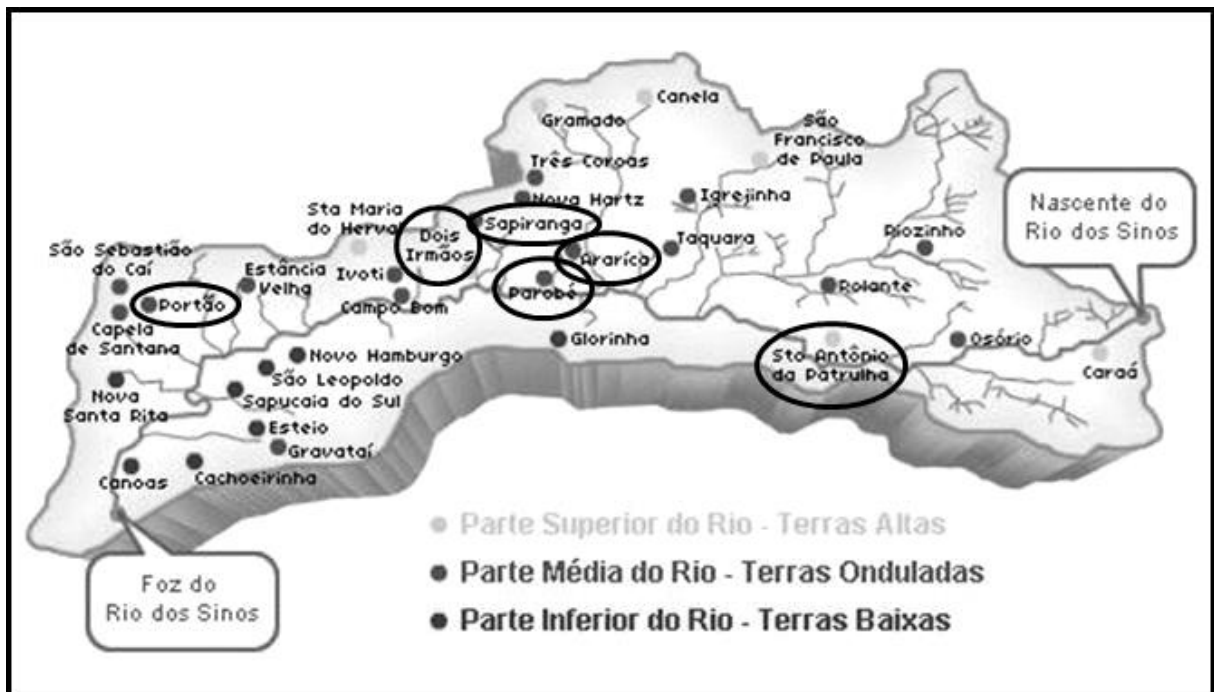 Canela
Gramado
São
Francisco
de Paula
Três Coroas
Nova Hartz
Igrejinha
Nascente do
Rio dos Sinos
Sta Maria
do Herval
Dois
Irmãos
Sapiranga
Taquara
Riozinho
São Sebastião
do Caí
Estância
Velha
Ivoti
Araríca
Parobé
Rolante
Portão
Campo Bom
Capela
de Santana
Glorinha
Osório
Sto Antônio
da Patrulha
Caraá
Novo Hamburgo
São Leopoldo
Sapucaia do Sul
Nova
Santa Rita
Esteio
Gravataí
Canoas
Cachoeirinha
Parte Superior do Rio - Terras Altas
Parte Média do Rio - Terras Onduladas
Parte Inferior do Rio - Terras Baixas
Foz do
Rio dos Sinos